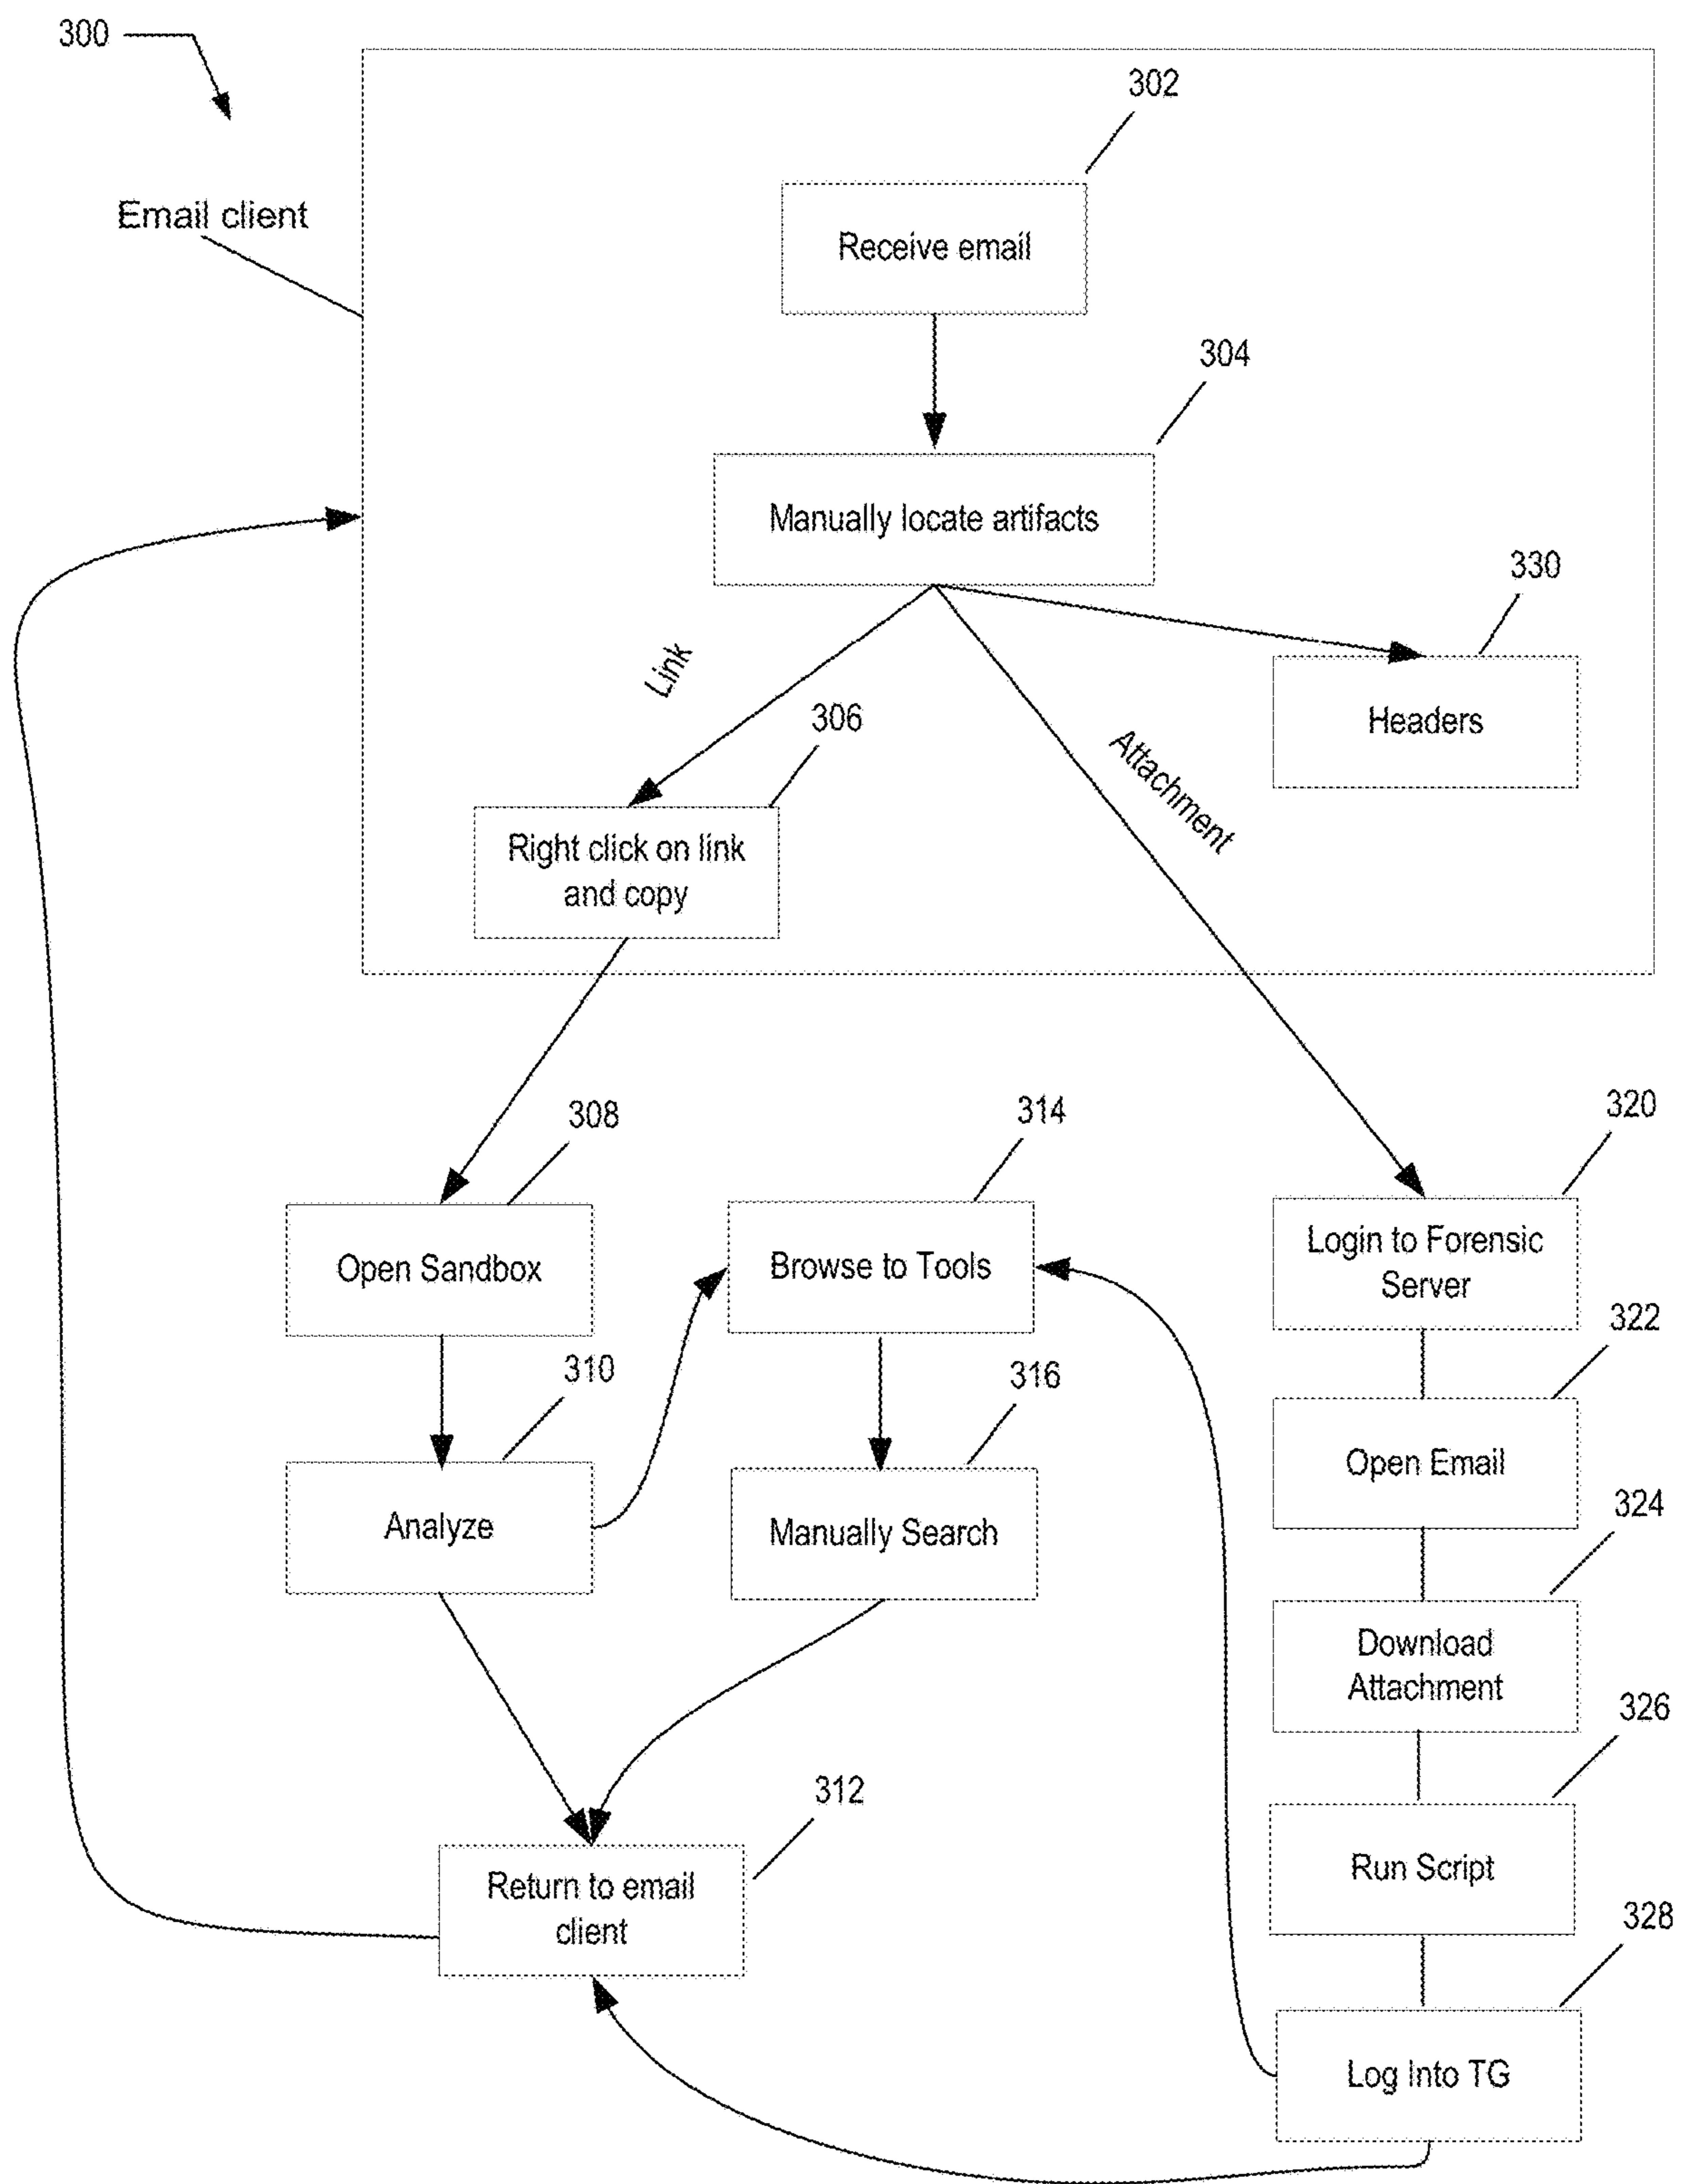 300
302
Email client
Receive email
304
Manually locate artifacts
330
Link
Headers
306
Attachment
Right click on link
and copy
308
314
320
Open Sandbox
Browse to Tools
Login to Forensic
Server
322
310
316
Open Email
Analyze
Manually Search
324
Download
Attachment
326
312
Run Script
Return to email
client
328
Log Into TG